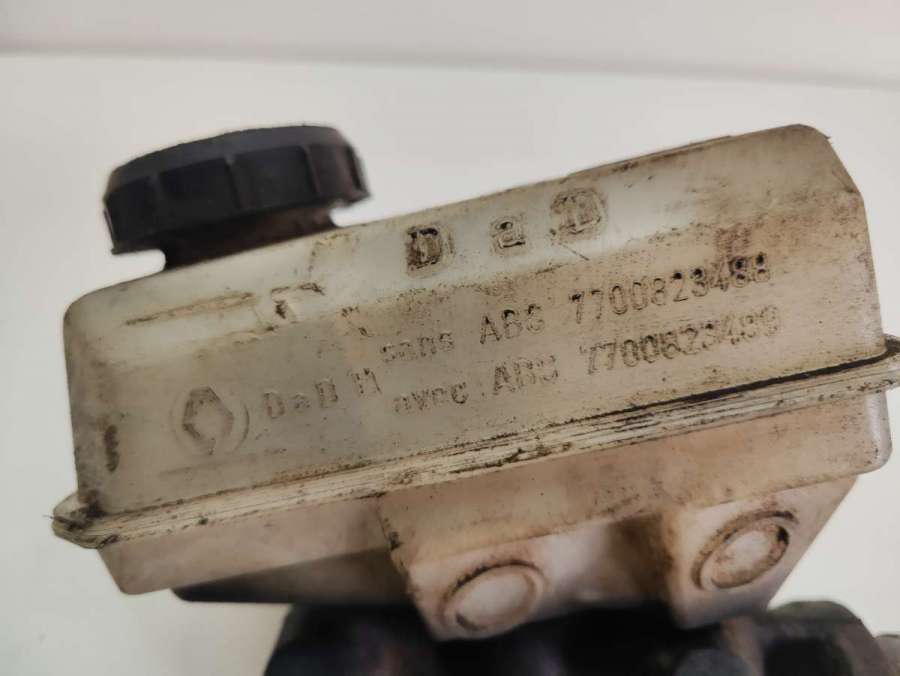 D a D
sans ABS 7700823488
D a D M
avec ABS 7700823489